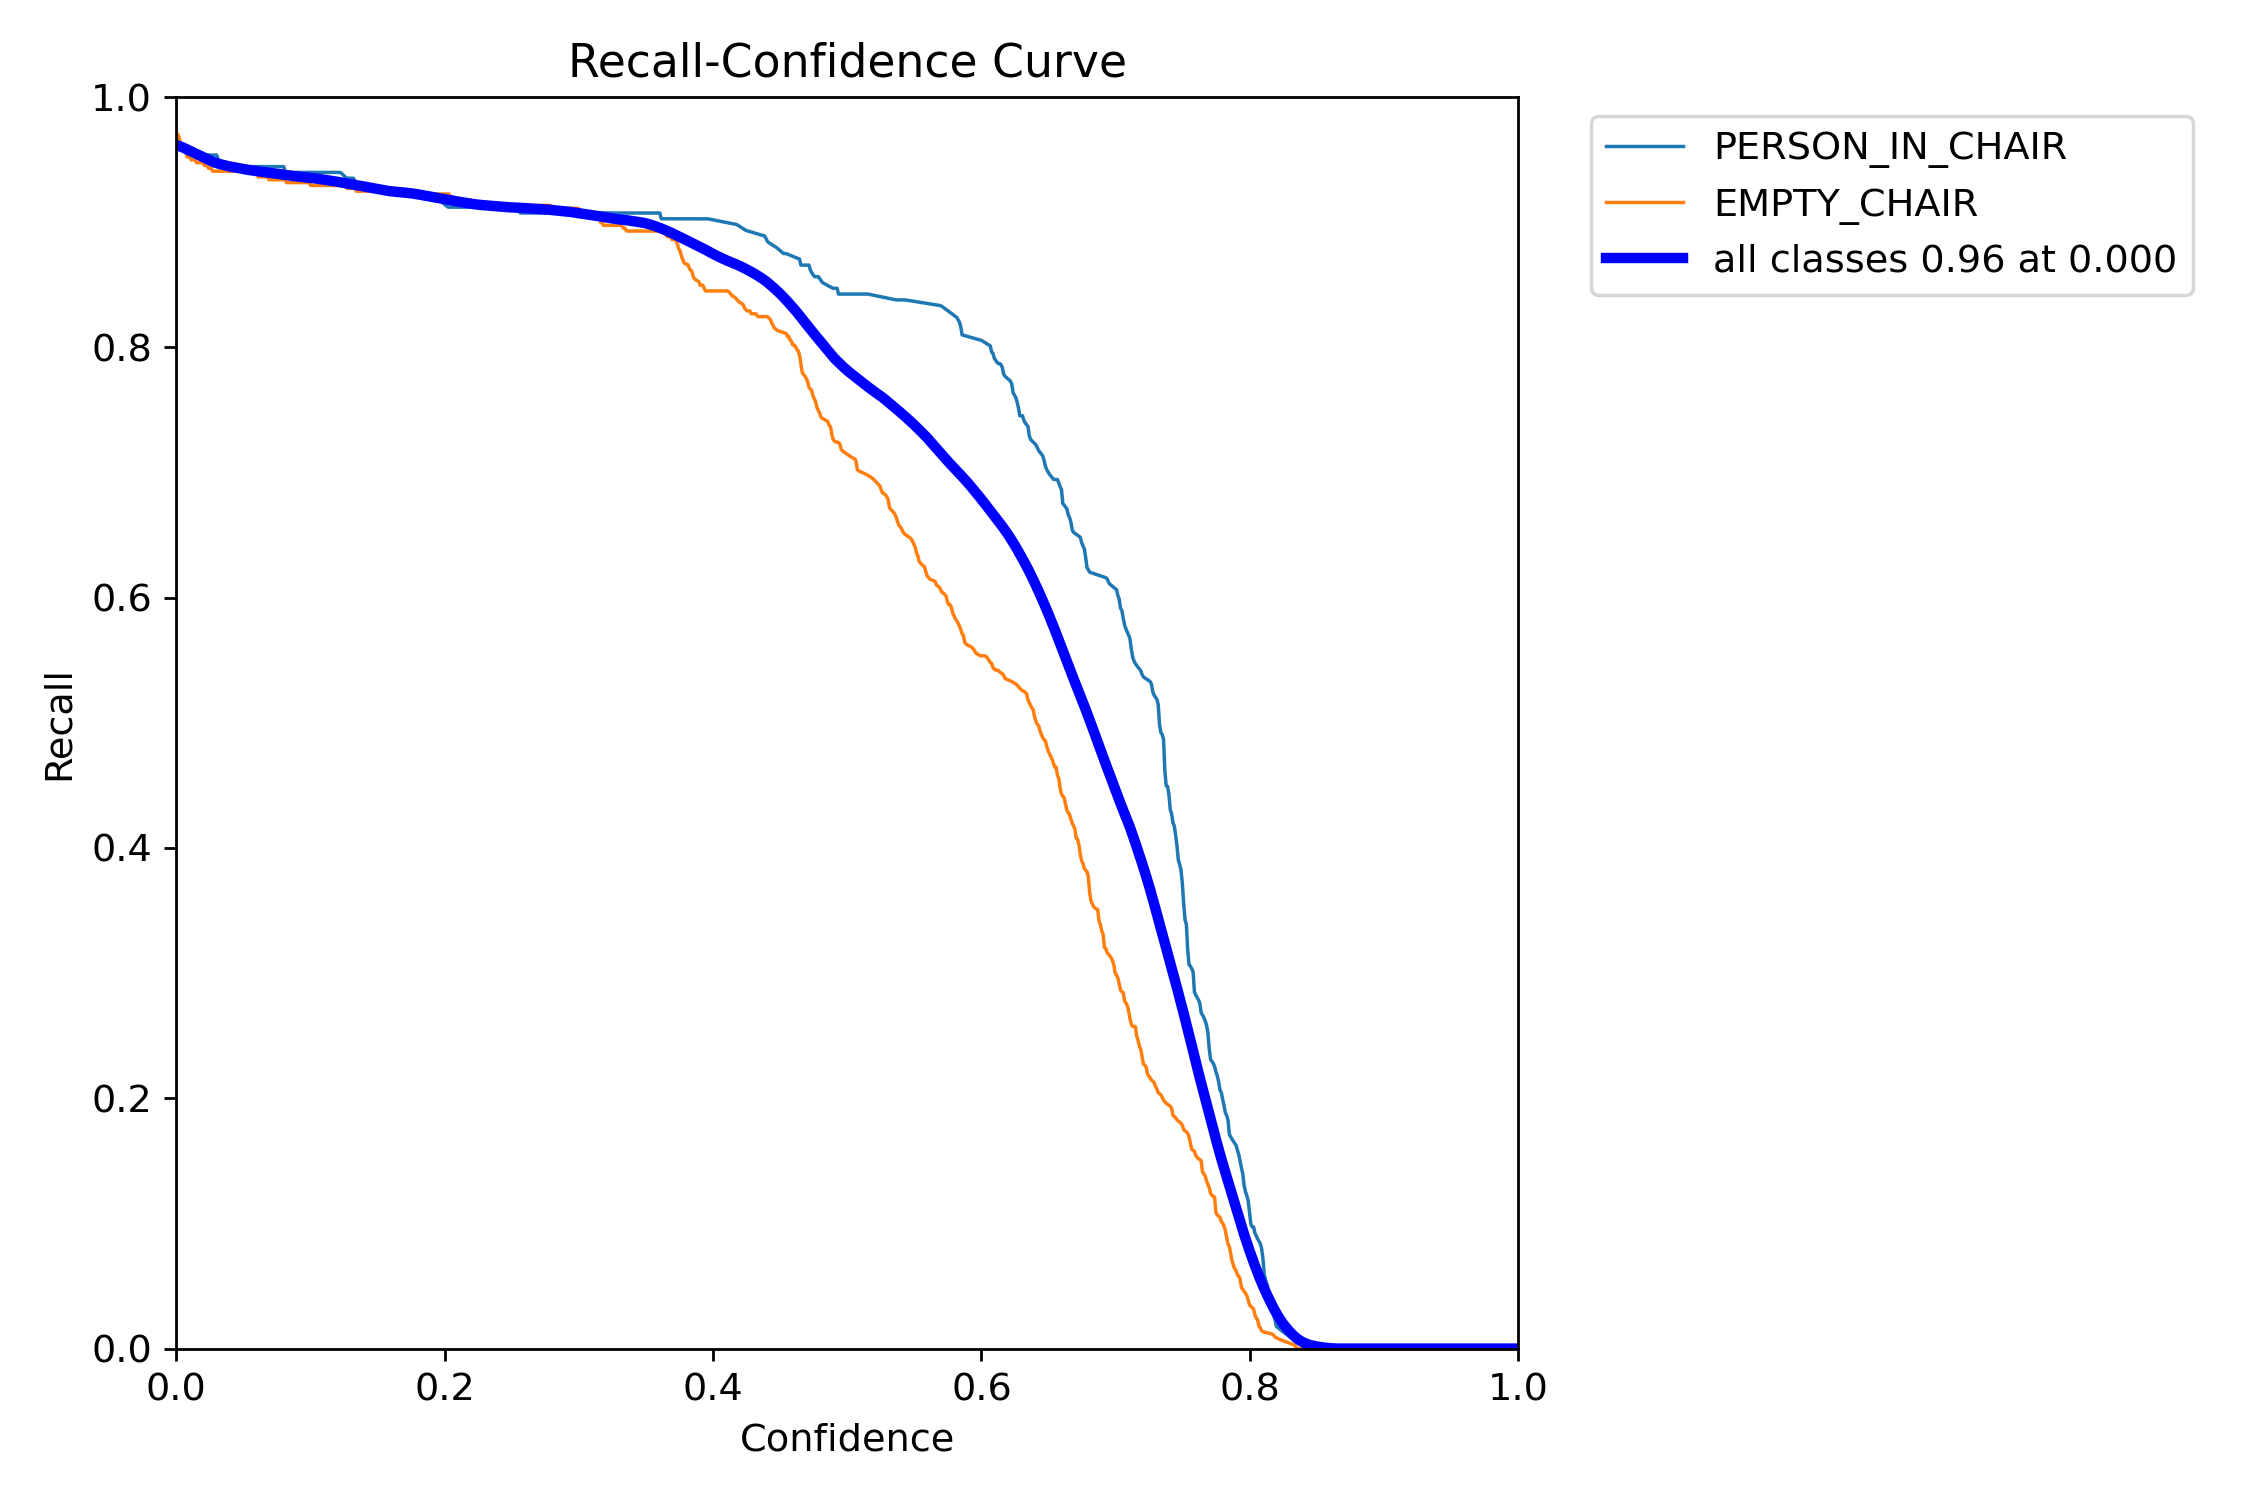 Recall-Confidence Curve
PERSON_IN_CHAIR
EMPTY_CHAIR
all classes 0.96 at 0.000
1.0
0.8
0.6
0.4
0.2
0.0
Recall
0.0 0.2 0.4 0.6 0.8 1.0
Confidence